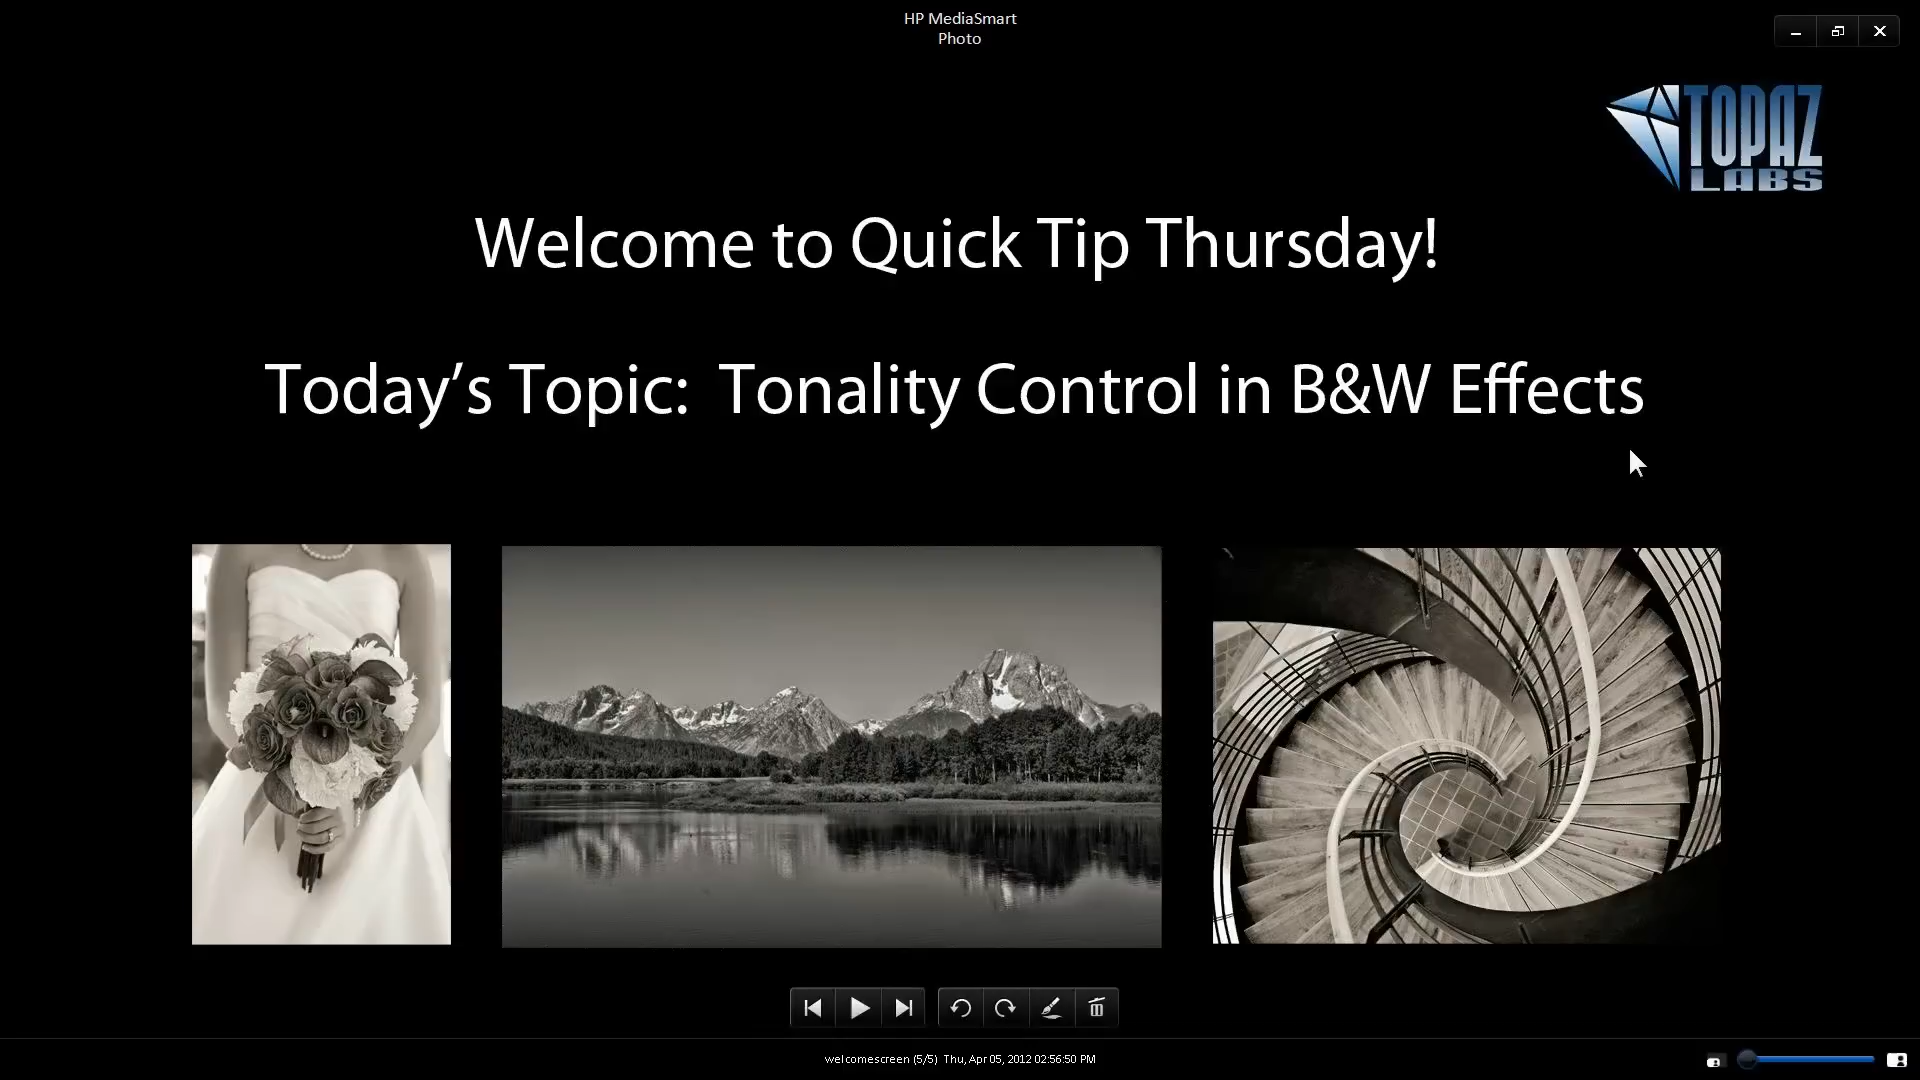 HP MediaSmart
Photo
TOPAZ
LABS
Welcome to Quick Tip Thursday!
Today’s Topic:  Tonality Control in B&W Effects
welcomescreen (5/5)  Thu, Apr 05, 2012 02:56:50 PM